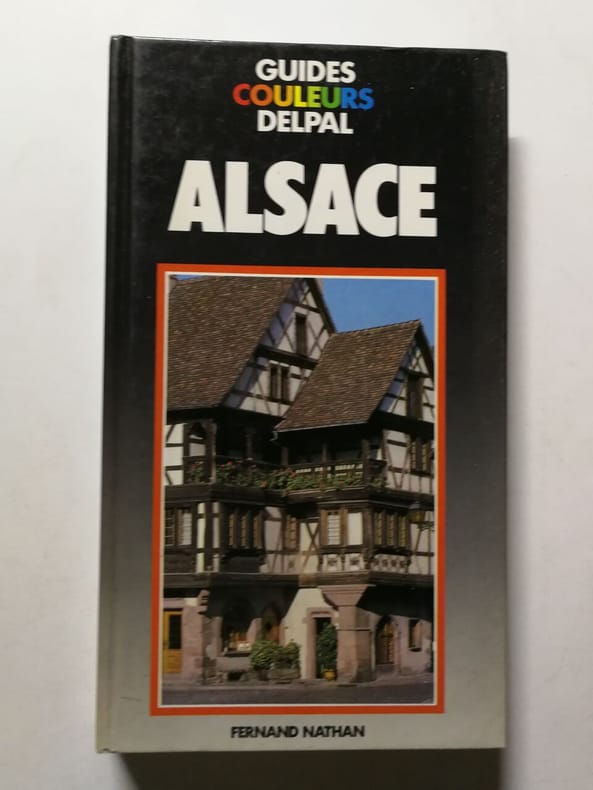 GUIDES
COULEURS
DELPAL
ALSACE
FERNAND NATHAN